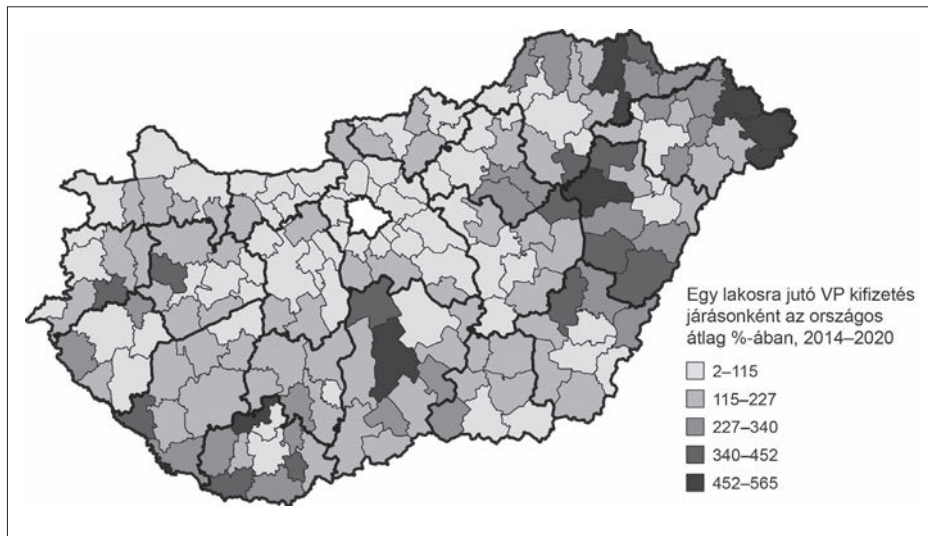 Egy lakosra jutó VP kifizetés
járásonként az országos
átlag %-ában, 2014–2020
2–115
115–227
227–340
340–452
452–565